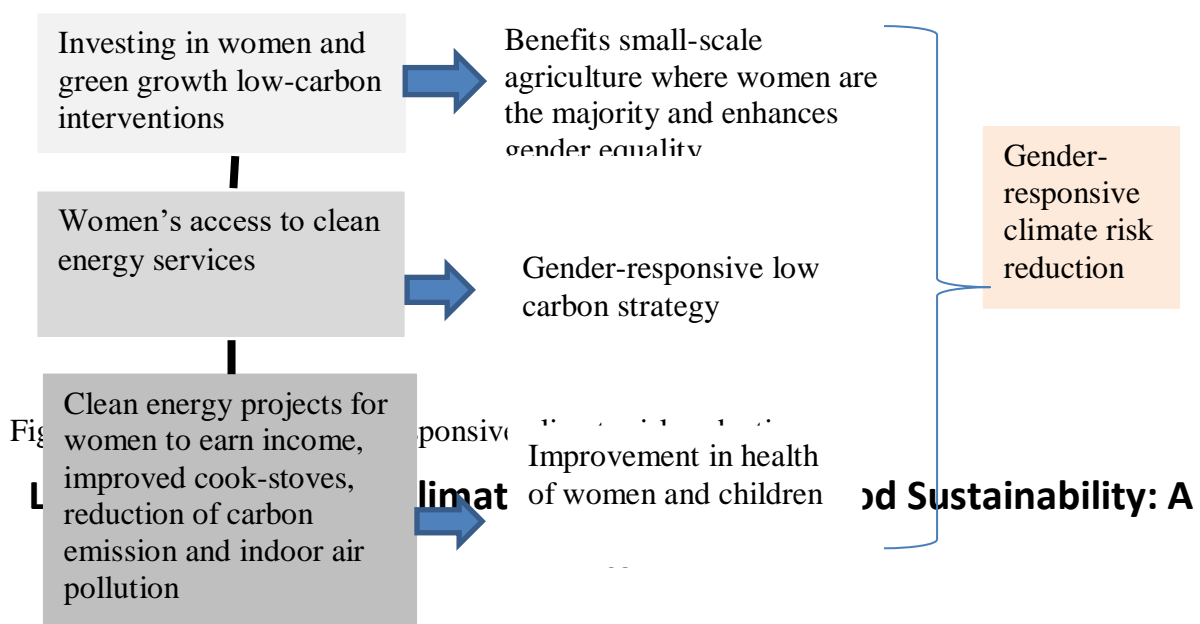 Investing in women and
green growth low-carbon
interventions
Benefits small-scale
agriculture where women are
the majority and enhances
gender equality
Gender-
responsive
climate risk
reduction
Women’s access to clean
energy services
Gender-responsive low
carbon strategy
Clean energy projects for
women to earn income,
improved cook-stoves,
reduction of carbon
emission and indoor air
pollution
Improvement in health
of women and children
Sustainability: A